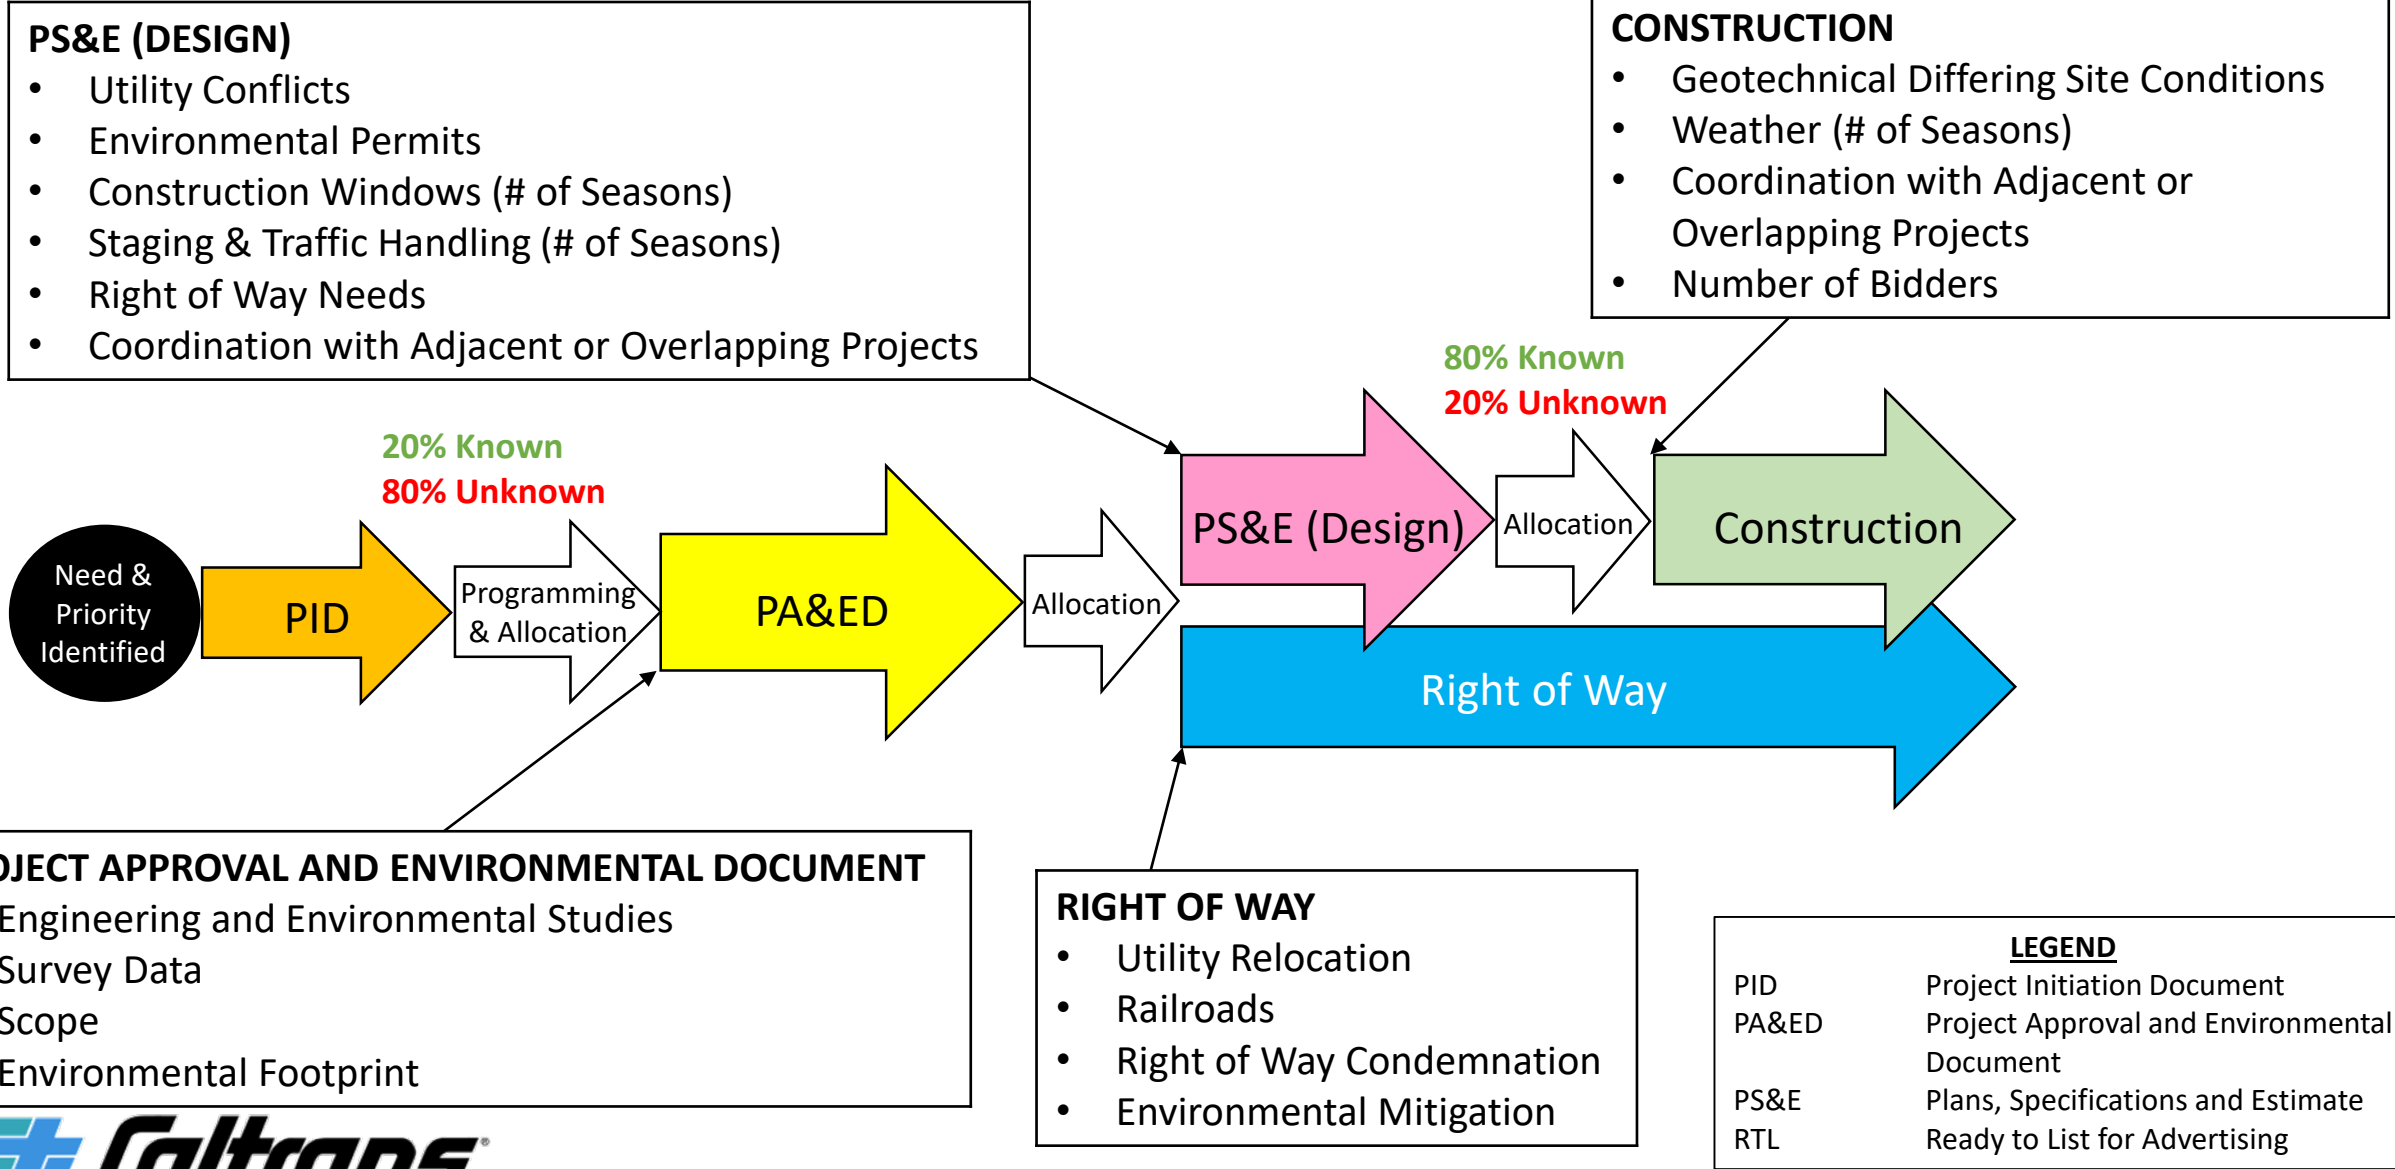 PS&E (DESIGN)
• Utility Conflicts
• Environmental Permits
• Construction Windows (# of Seasons)
• Staging & Traffic Handling (# of Seasons)
• Right of Way Needs
• Coordination with Adjacent or Overlapping Projects
CONSTRUCTION
• Geotechnical Differing Site Conditions
• Weather (# of Seasons)
• Coordination with Adjacent or
Overlapping Projects
• Number of Bidders
20% Known
80% Unknown
80% Known
20% Unknown
Need &
Priority
Identified
PID
Programming
& Allocation
PA&ED
Allocation
PS&E (Design)
Allocation
Construction
Right of Way
OJECT APPROVAL AND ENVIRONMENTAL DOCUMENT
Engineering and Environmental Studies
Survey Data
Scope
Environmental Footprint
RIGHT OF WAY
• Utility Relocation
• Railroads
• Right of Way Condemnation
• Environmental Mitigation
LEGEND
PID Project Initiation Document
PA&ED Project Approval and Environmental
Document
PS&E Plans, Specifications and Estimate
RTL Ready to List for Advertising
Caltrans